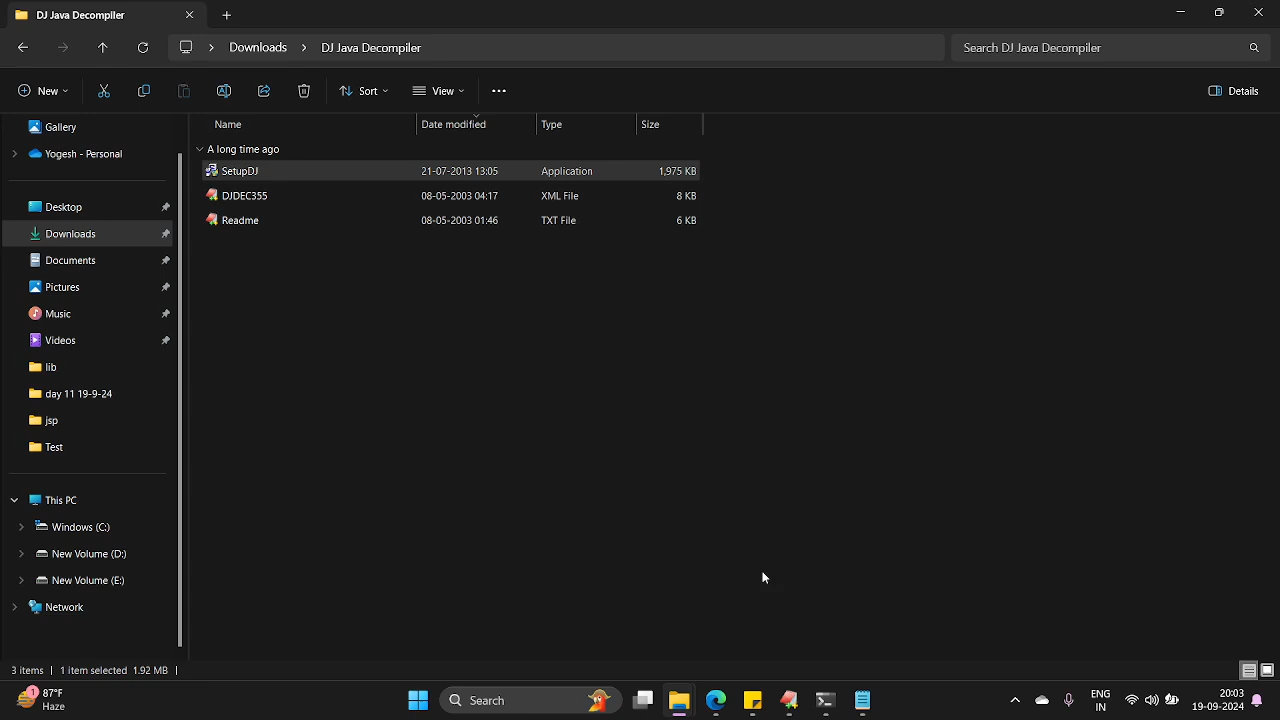 DJ Java Decompiler
Downloads DJ Java Decompiler
Search DJ Java Decompiler
New
Sort
View
Details
Gallery
Yogesh - Personal
Desktop
Downloads
Documents
Pictures
Music
Videos
lib
day 11 19-9-24
jsp
Test
This PC
Windows (C:)
New Volume (D:)
New Volume (E:)
Network
Name Date modified Type Size
A long time ago
SetupDJ 21-07-2013 13:05 Application 1,975 KB
DJDEC355 08-05-2003 04:17 XML File 8 KB
Readme 08-05-2003 01:46 TXT File 6 KB
3 items 1 item selected 1.92 MB
1
87°F
Haze
Search
ENG
IN
2003
19-09-2024